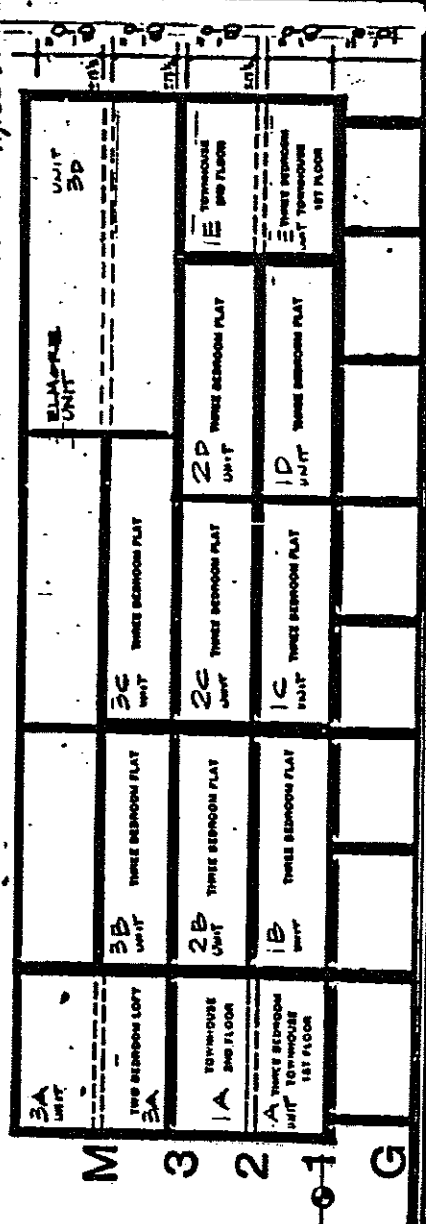 UNIT
3D
UNIT
3A
UNIT
M
TWO BEDROOM LOFT
3A
3B THREE BEDROOM FLAT
UNIT
3C THREE BEDROOM FLAT
UNIT
3
1A TOWNHOUSE
2ND FLOOR
2B THREE BEDROOM FLAT
UNIT
2C THREE BEDROOM FLAT
UNIT
2D THREE BEDROOM FLAT
UNIT
1E TOWNHOUSE
2ND FLOOR
2
A THREE BEDROOM
UNIT TOWNHOUSE
1ST FLOOR
1B THREE BEDROOM FLAT
UNIT
1C THREE BEDROOM FLAT
UNIT
1D THREE BEDROOM FLAT
UNIT
E THREE BEDROOM
UNIT TOWNHOUSE
1ST FLOOR
1
G